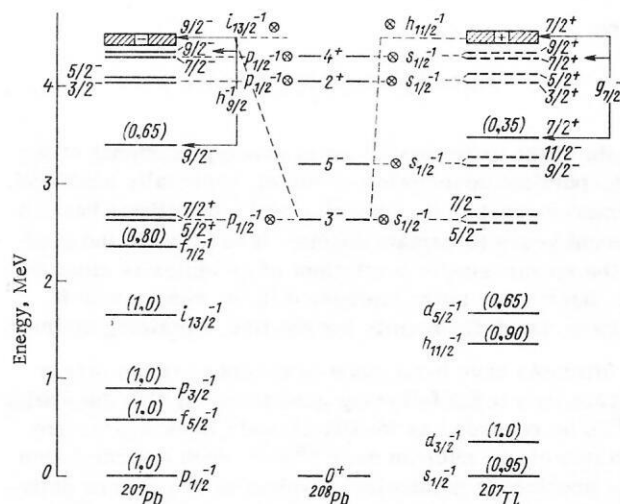 9/2⁻ i₁₃/₂⁻¹ ⊗ ⊗ h₁₁/₂⁻¹ 7/2⁺
− +
9/2⁻ p₁/₂⁻¹ ⊗ 4⁺ ⊗ s₁/₂⁻¹ 9/2⁺
7/2⁻ 7/2⁺
5/2⁻ p₁/₂⁻¹ ⊗ 2⁺ ⊗ s₁/₂⁻¹ 5/2⁺
3/2⁻ 3/2⁺
4 h₉/₂⁻¹ g₇/₂⁻¹
(0,65) (0,35) 7/2⁺
9/2⁻
5⁻ ⊗ s₁/₂⁻¹ 11/2⁻
9/2⁻
3
7/2⁺ p₁/₂⁻¹ ⊗ 3⁻ ⊗ s₁/₂⁻¹ 7/2⁻
5/2⁺ 5/2⁻
(0,80) f₇/₂⁻¹
2
(1.0) i₁₃/₂⁻¹ d₅/₂⁻¹ (0,65)
h₁₁/₂⁻¹ (0,90)
1
(1,0) p₃/₂⁻¹
(1.0) f₅/₂⁻¹
d₃/₂⁻¹ (1.0)
0 (1,0) p₁/₂⁻¹ 0⁺ s₁/₂⁻¹ (0,95)
²⁰⁷Pb ²⁰⁸Pb ²⁰⁷TL
Energy, MeV